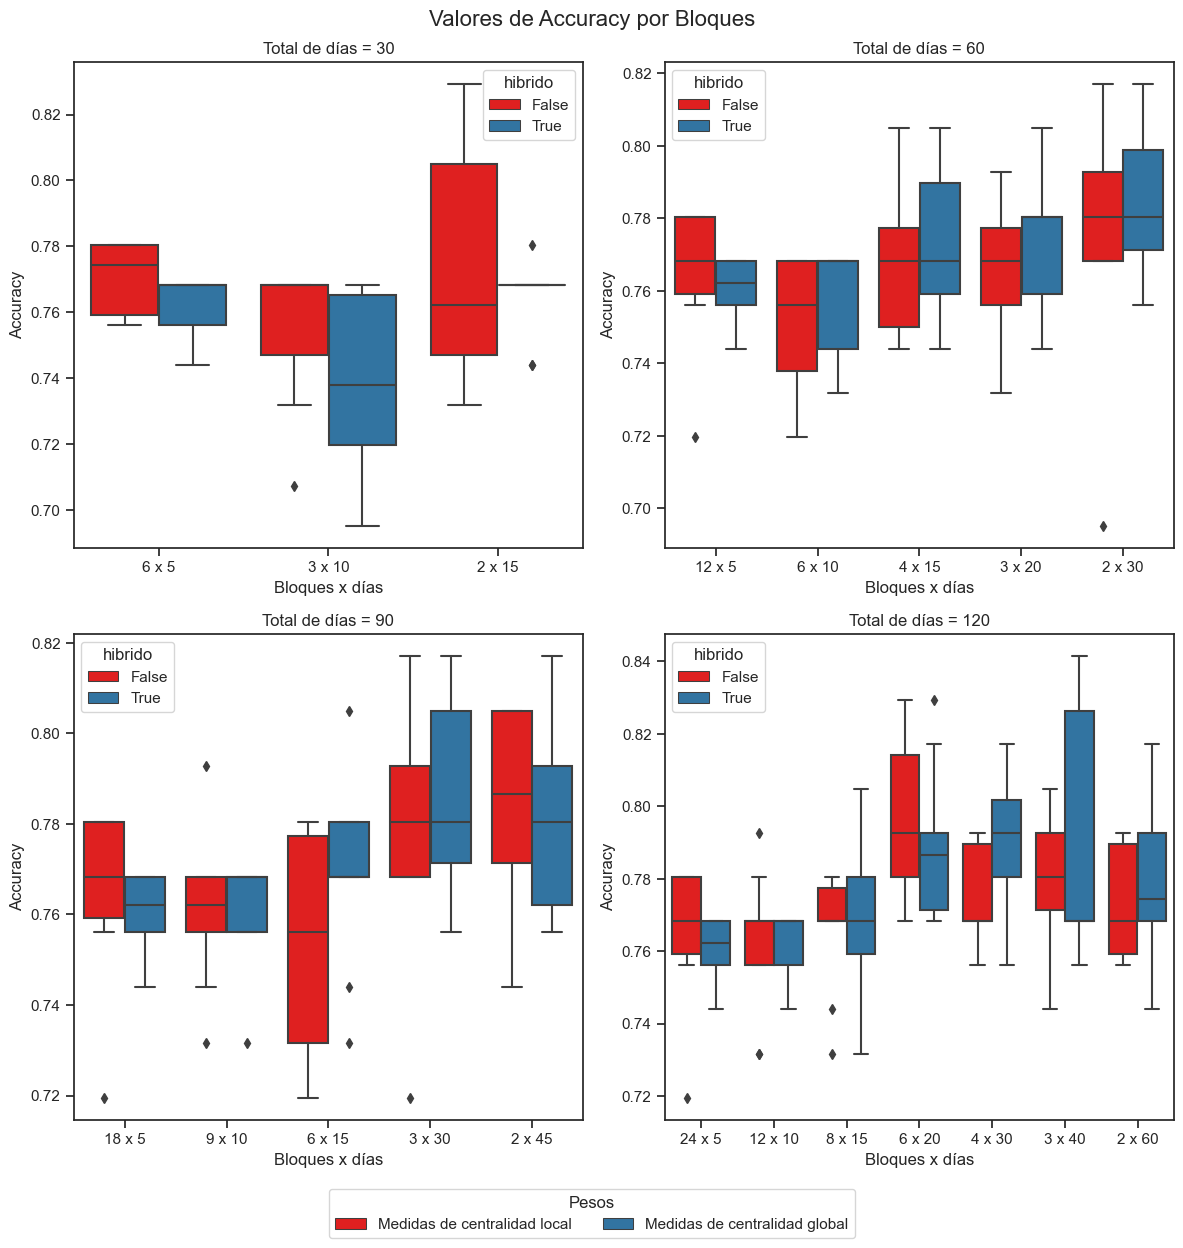 Valores de Accuracy por Bloques
Total de días = 30
hibrido
False
True
Accuracy
0.82
0.80
0.78
0.76
0.74
0.72
0.70
6 x 5
3 x 10
2 x 15
Bloques x días
Total de días = 60
hibrido
False
True
Accuracy
0.82
0.80
0.78
0.76
0.74
0.72
0.70
12 x 5
6 x 10
4 x 15
3 x 20
2 x 30
Bloques x días
Total de días = 90
hibrido
False
True
Accuracy
0.82
0.80
0.78
0.76
0.74
0.72
18 x 5
9 x 10
6 x 15
3 x 30
2 x 45
Bloques x días
Total de días = 120
hibrido
False
True
Accuracy
0.84
0.82
0.80
0.78
0.76
0.74
0.72
24 x 5
12 x 10
8 x 15
6 x 20
4 x 30
3 x 40
2 x 60
Bloques x días
Pesos
Medidas de centralidad local
Medidas de centralidad global